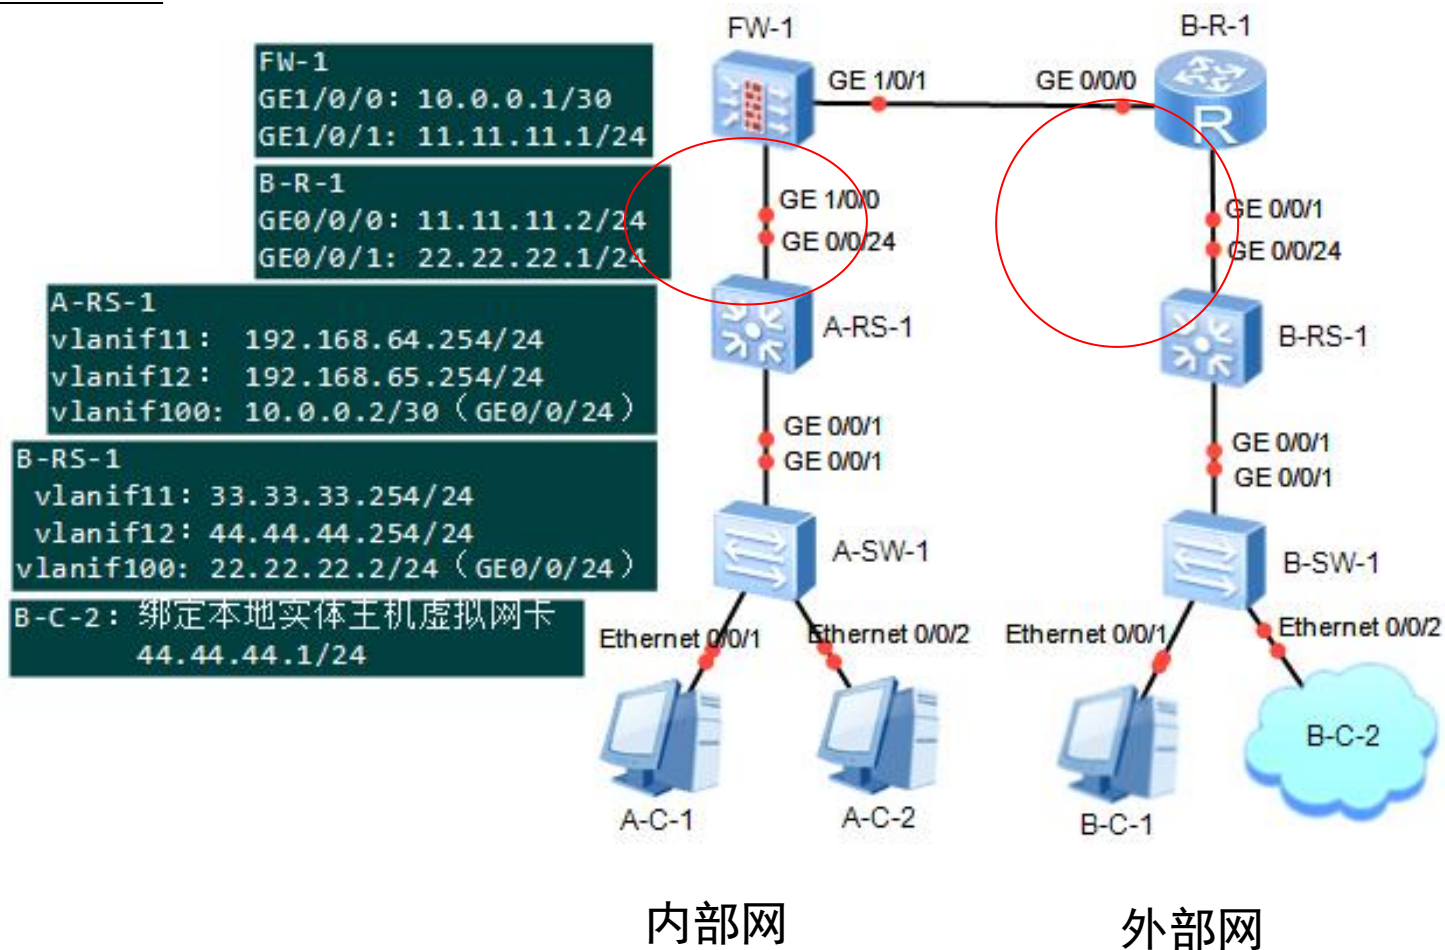 FW-1
GE1/0/0: 10.0.0.1/30
GE1/0/1: 11.11.11.1/24
B-R-1
GE0/0/0: 11.11.11.2/24
GE0/0/1: 22.22.22.1/24
A-RS-1
vlanif11: 192.168.64.254/24
vlanif12: 192.168.65.254/24
vlanif100: 10.0.0.2/30（GE0/0/24）
B-RS-1
vlanif11: 33.33.33.254/24
vlanif12: 44.44.44.254/24
vlanif100: 22.22.22.2/24（GE0/0/24）
B-C-2: 绑定本地实体主机虚拟网卡
44.44.44.1/24
FW-1
GE 1/0/1
GE 1/0/0
GE 0/0/24
A-RS-1
GE 0/0/1
GE 0/0/1
A-SW-1
Ethernet 0/0/1
Ethernet 0/0/2
A-C-1
A-C-2
内部网
B-R-1
GE 0/0/0
R
GE 0/0/1
GE 0/0/24
B-RS-1
GE 0/0/1
GE 0/0/1
B-SW-1
Ethernet 0/0/1
Ethernet 0/0/2
B-C-1
B-C-2
外部网